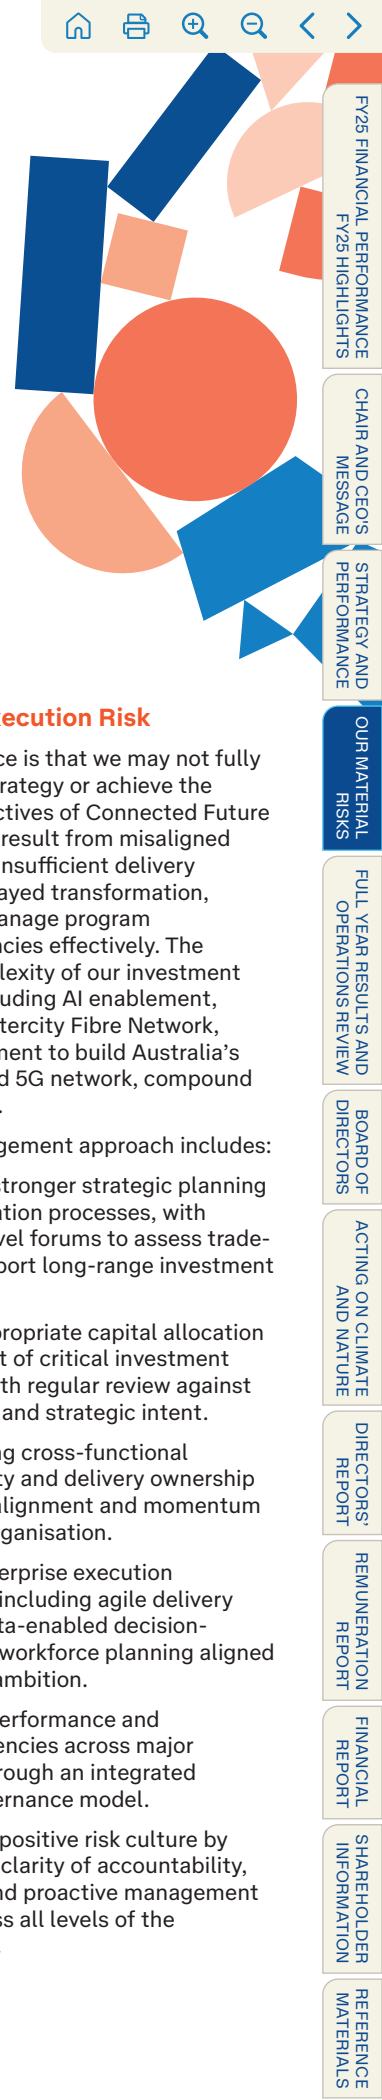 ecution Risk
ce is that we may not fully
rategy or achieve the
ctives of Connected Future
result from misaligned
nsufficient delivery
ayed transformation,
anage program
cies effectively. The
lexity of our investment
uding AI enablement,
tercity Fibre Network,
ment to build Australia's
d 5G network, compound
.
gement approach includes:
stronger strategic planning
ation processes, with
vel forums to assess trade-
port long-range investment
propriate capital allocation
t of critical investment
th regular review against
and strategic intent.
ng cross-functional
ty and delivery ownership
alignment and momentum
ganisation.
erprise execution
including agile delivery
ta-enabled decision-
workforce planning aligned
ambition.
erformance and
encies across major
rough an integrated
ernance model.
positive risk culture by
clarity of accountability,
nd proactive management
ss all levels of the
.
FY25 FINANCIAL PERFORMANCE
FY25 HIGHLIGHTS
CHAIR AND CEO'S
MESSAGE
STRATEGY AND
PERFORMANCE
OUR MATERIAL
RISKS
FULL YEAR RESULTS AND
OPERATIONS REVIEW
BOARD OF
DIRECTORS
ACTING ON CLIMATE
AND NATURE
DIRECTORS'
REPORT
REMUNERATION
REPORT
FINANCIAL
REPORT
SHAREHOLDER
INFORMATION
REFERENCE
MATERIALS